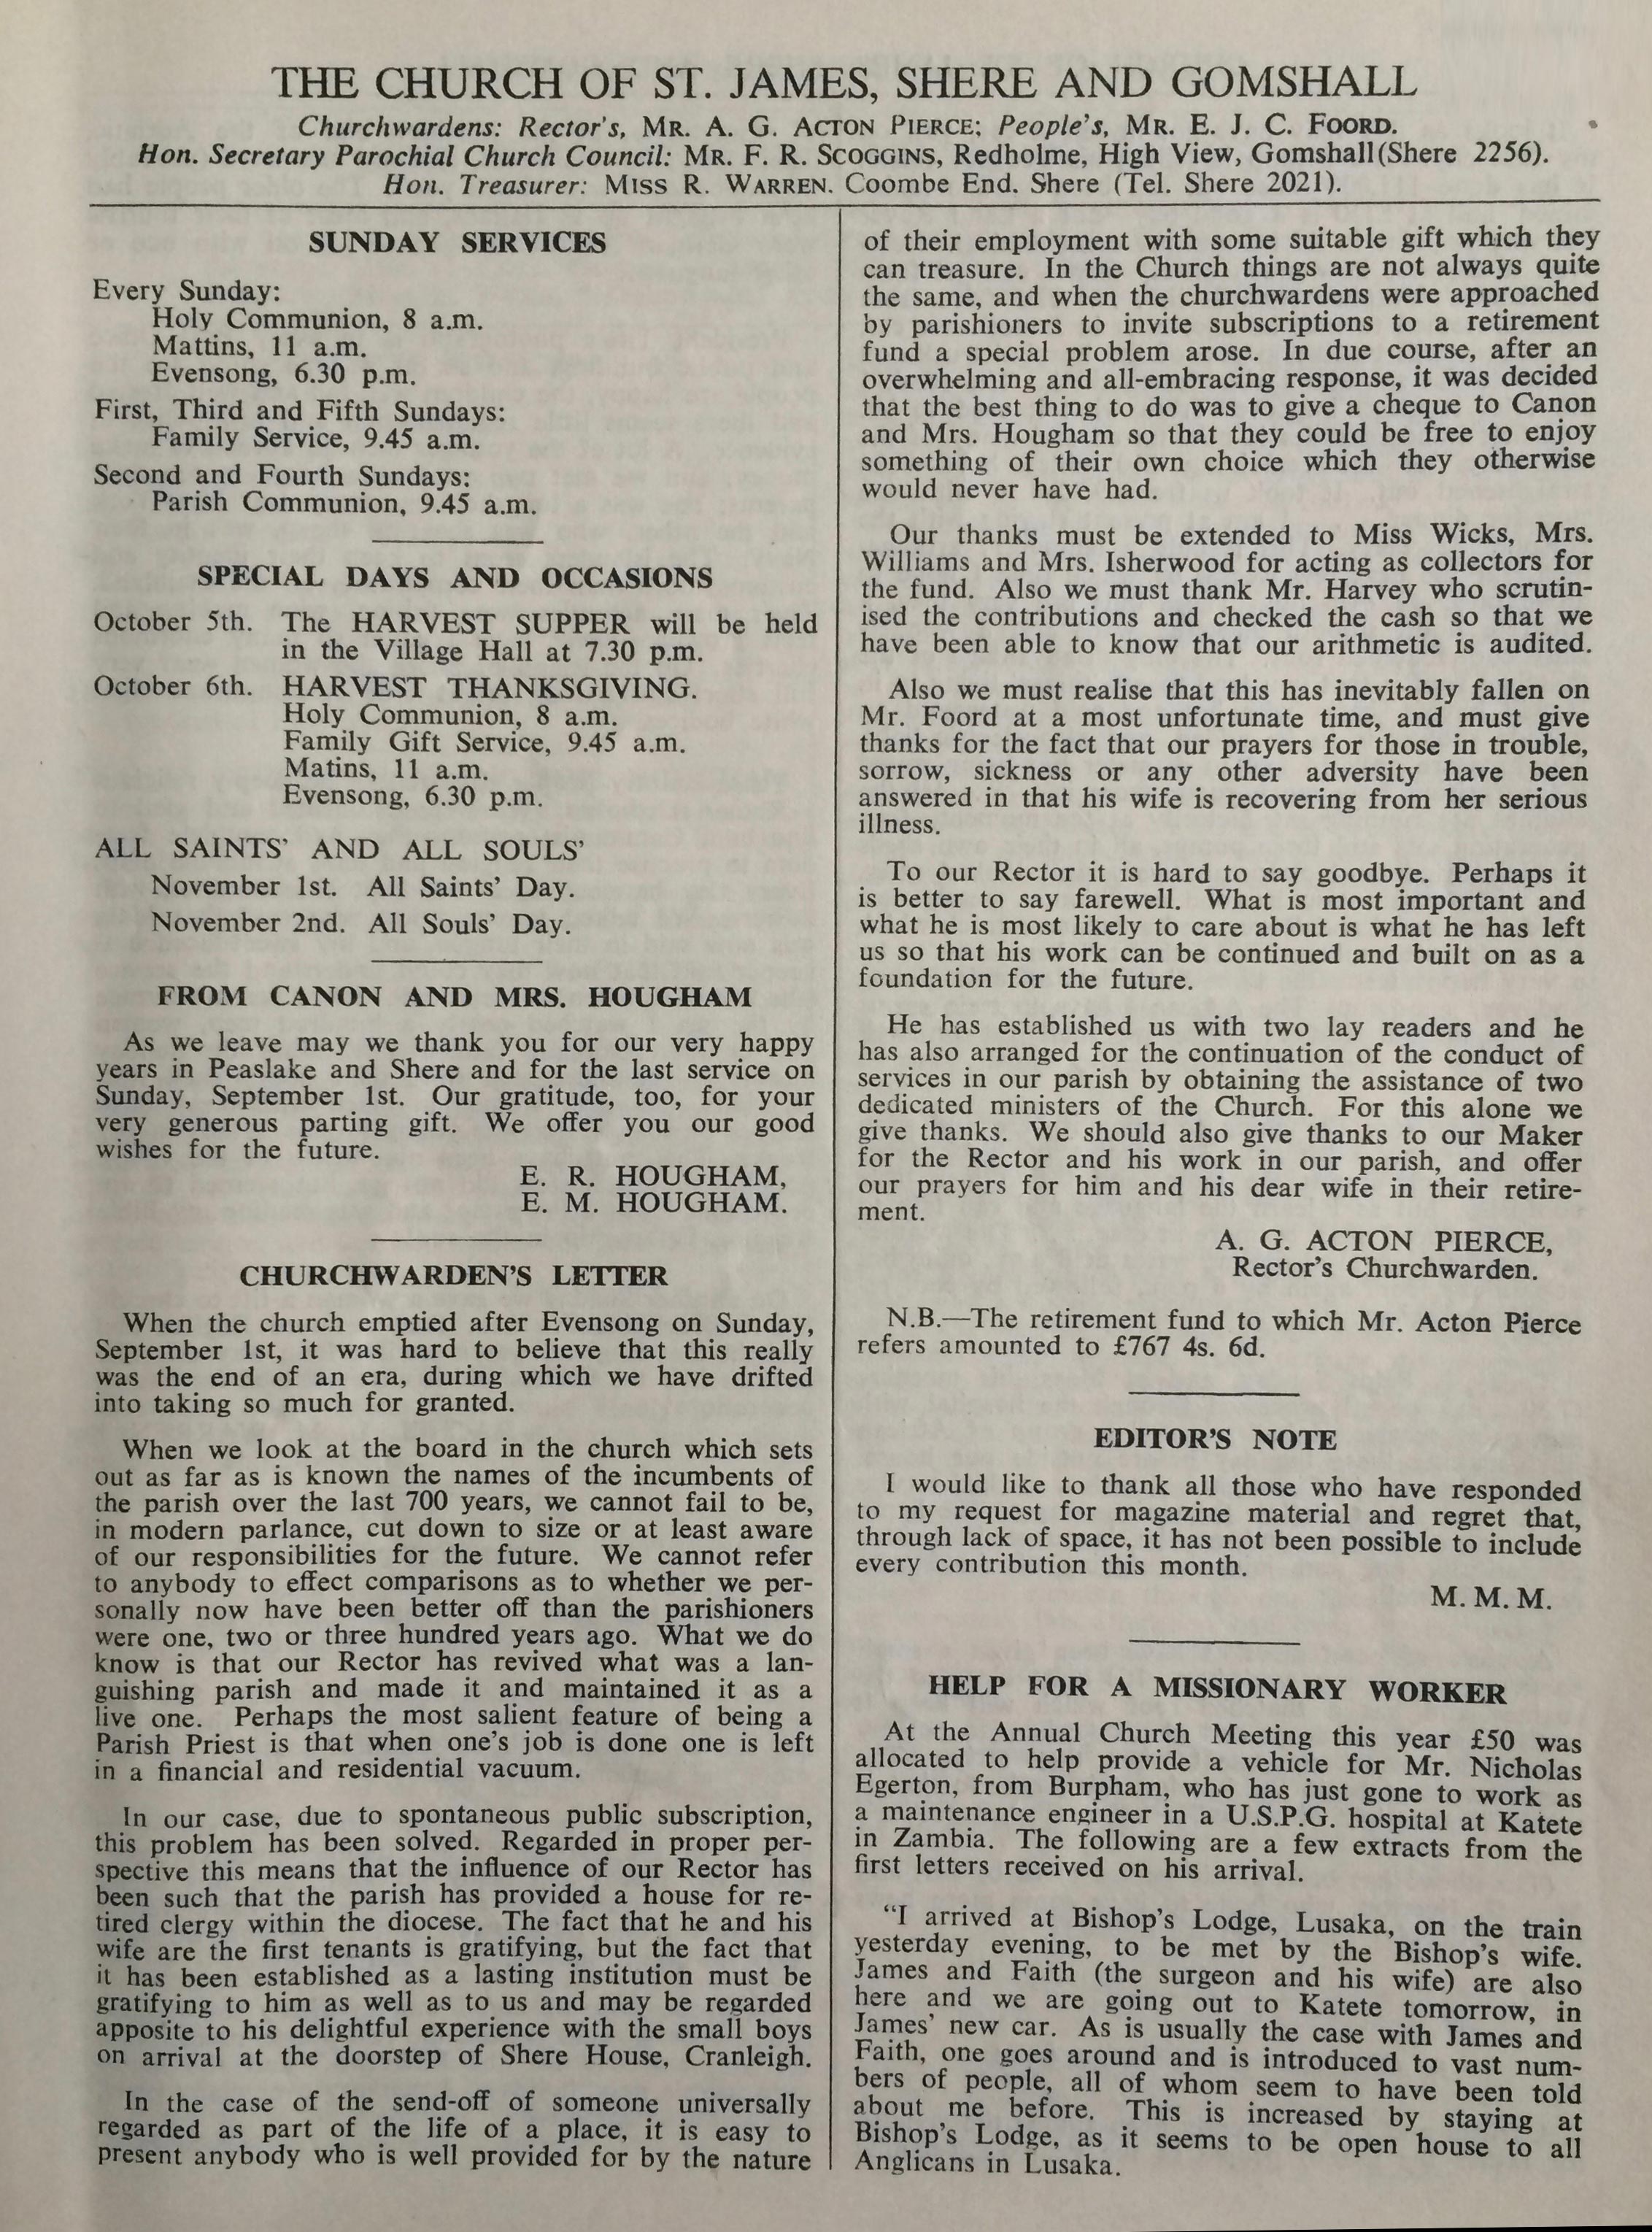 THE CHURCH OF ST. JAMES, SHERE AND GOMSHALL
Churchwardens: Rector's, MR. A. G. ACTON PIERCE; People's, MR. E. J. C. FOORD.
Hon. Secretary Parochial Church Council: MR. F. R. SCOGGINS, Redholme, High View, Gomshall(Shere 2256).
Hon. Treasurer: MISS R. WARREN. Coombe End. Shere (Tel. Shere 2021).
SUNDAY SERVICES
Every Sunday:
Holy Communion, 8 a.m.
Mattins, 11 a.m.
Evensong, 6.30 p.m.
First, Third and Fifth Sundays:
Family Service, 9.45 a.m.
Second and Fourth Sundays:
Parish Communion, 9.45 a.m.
SPECIAL DAYS AND OCCASIONS
October 5th. The HARVEST SUPPER will be held
in the Village Hall at 7.30 p.m.
October 6th. HARVEST THANKSGIVING.
Holy Communion, 8 a.m.
Family Gift Service, 9.45 a.m.
Matins, 11 a.m.
Evensong, 6.30 p.m.
ALL SAINTS' AND ALL SOULS'
November 1st. All Saints' Day.
November 2nd. All Souls' Day.
FROM CANON AND MRS. HOUGHAM
As we leave may we thank you for our very happy
years in Peaslake and Shere and for the last service on
Sunday, September 1st. Our gratitude, too, for your
very generous parting gift. We offer you our good
wishes for the future.
E. R. HOUGHAM,
E. M. HOUGHAM.
CHURCHWARDEN'S LETTER
When the church emptied after Evensong on Sunday,
September 1st, it was hard to believe that this really
was the end of an era, during which we have drifted
into taking so much for granted.
When we look at the board in the church which sets
out as far as is known the names of the incumbents of
the parish over the last 700 years, we cannot fail to be,
in modern parlance, cut down to size or at least aware
of our responsibilities for the future. We cannot refer
to anybody to effect comparisons as to whether we per-
sonally now have been better off than the parishioners
were one, two or three hundred years ago. What we do
know is that our Rector has revived what was a lan-
guishing parish and made it and maintained it as a
live one. Perhaps the most salient feature of being a
Parish Priest is that when one's job is done one is left
in a financial and residential vacuum.
In our case, due to spontaneous public subscription,
this problem has been solved. Regarded in proper per-
spective this means that the influence of our Rector has
been such that the parish has provided a house for re-
tired clergy within the diocese. The fact that he and his
wife are the first tenants is gratifying, but the fact that
it has been established as a lasting institution must be
gratifying to him as well as to us and may be regarded
apposite to his delightful experience with the small boys
on arrival at the doorstep of Shere House, Cranleigh.
In the case of the send-off of someone universally
regarded as part of the life of a place, it is easy to
present anybody who is well provided for by the nature
of their employment with some suitable gift which they
can treasure. In the Church things are not always quite
the same, and when the churchwardens were approached
by parishioners to invite subscriptions to a retirement
fund a special problem arose. In due course, after an
overwhelming and all-embracing response, it was decided
that the best thing to do was to give a cheque to Canon
and Mrs. Hougham so that they could be free to enjoy
something of their own choice which they otherwise
would never have had.
Our thanks must be extended to Miss Wicks, Mrs.
Williams and Mrs. Isherwood for acting as collectors for
the fund. Also we must thank Mr. Harvey who scrutin-
ised the contributions and checked the cash so that we
have been able to know that our arithmetic is audited.
Also we must realise that this has inevitably fallen on
Mr. Foord at a most unfortunate time, and must give
thanks for the fact that our prayers for those in trouble,
sorrow, sickness or any other adversity have been
answered in that his wife is recovering from her serious
illness.
To our Rector it is hard to say goodbye. Perhaps it
is better to say farewell. What is most important and
what he is most likely to care about is what he has left
us so that his work can be continued and built on as a
foundation for the future.
He has established us with two lay readers and he
has also arranged for the continuation of the conduct of
services in our parish by obtaining the assistance of two
dedicated ministers of the Church. For this alone we
give thanks. We should also give thanks to our Maker
for the Rector and his work in our parish, and offer
our prayers for him and his dear wife in their retire-
ment.
A. G. ACTON PIERCE,
Rector's Churchwarden.
N.B.—The retirement fund to which Mr. Acton Pierce
refers amounted to £767 4s. 6d.
EDITOR'S NOTE
I would like to thank all those who have responded
to my request for magazine material and regret that,
through lack of space, it has not been possible to include
every contribution this month.
M. M. M.
HELP FOR A MISSIONARY WORKER
At the Annual Church Meeting this year £50 was
allocated to help provide a vehicle for Mr. Nicholas
Egerton, from Burpham, who has just gone to work as
a maintenance engineer in a U.S.P.G. hospital at Katete
in Zambia. The following are a few extracts from the
first letters received on his arrival.
"I arrived at Bishop's Lodge, Lusaka, on the train
yesterday evening, to be met by the Bishop's wife.
James and Faith (the surgeon and his wife) are also
here and we are going out to Katete tomorrow, in
James' new car. As is usually the case with James and
Faith, one goes around and is introduced to vast num-
bers of people, all of whom seem to have been told
about me before. This is increased by staying at
Bishop's Lodge, as it seems to be open house to all
Anglicans in Lusaka.